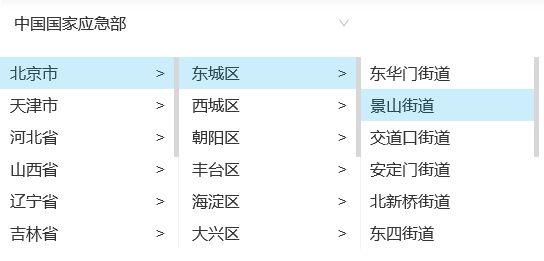 中国国家应急部
北京市 > 东城区 > 东华门街道
天津市 > 西城区 > 景山街道
河北省 > 朝阳区 > 交道口街道
山西省 > 丰台区 > 安定门街道
辽宁省 > 海淀区 > 北新桥街道
吉林省 > 大兴区 > 东四街道